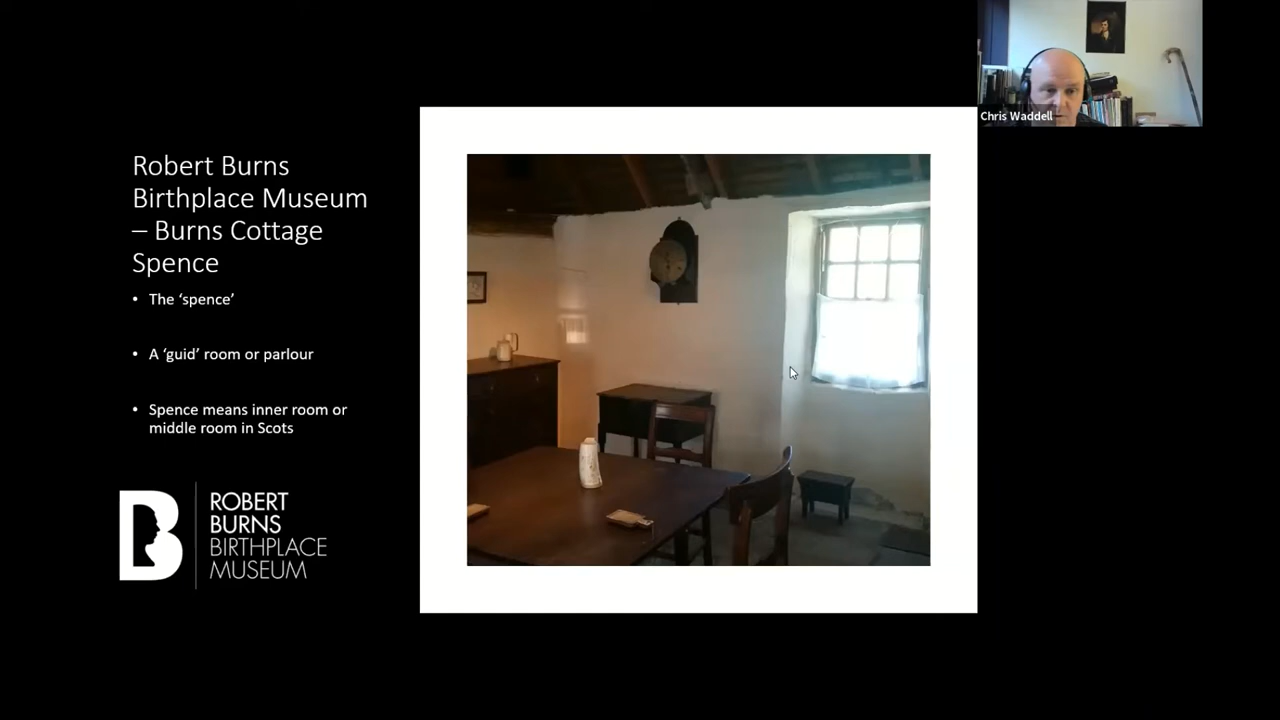 Chris Waddell
Robert Burns
Birthplace Museum
– Burns Cottage
Spence
• The ‘spence’
• A ‘guid’ room or parlour
• Spence means inner room or
middle room in Scots
ROBERT
BURNS
BIRTHPLACE
MUSEUM